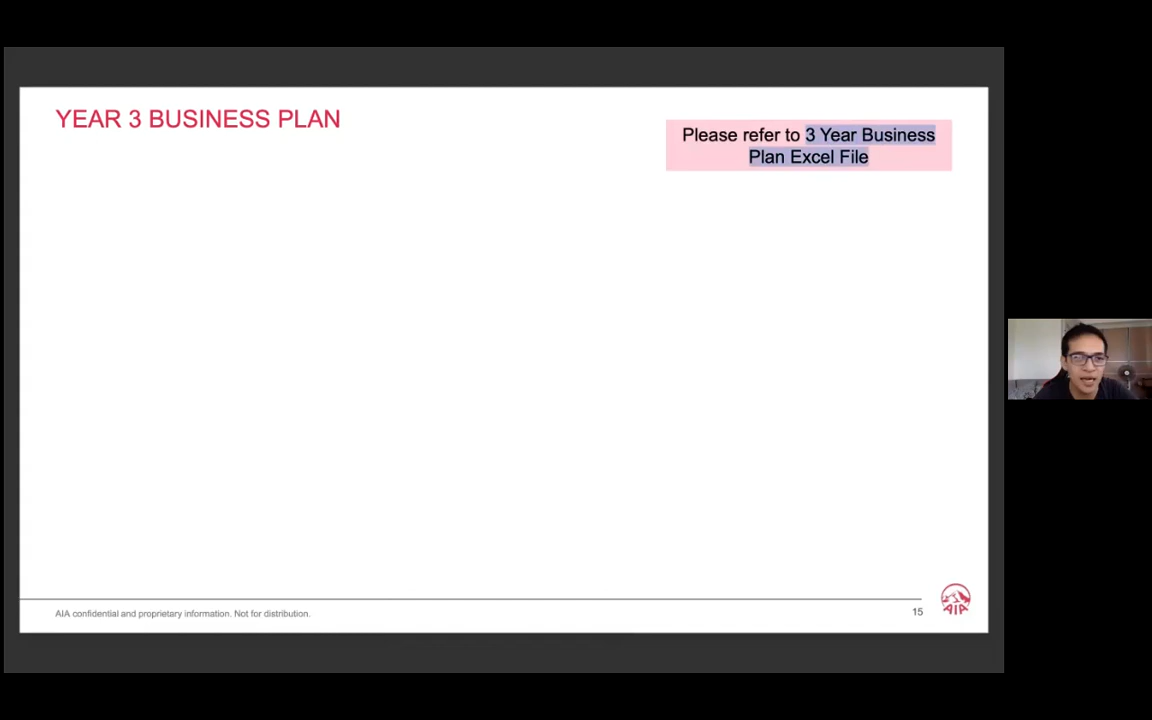 YEAR 3 BUSINESS PLAN
Please refer to 3 Year Business
Plan Excel File
AIA confidential and proprietary information. Not for distribution.
15
AIA